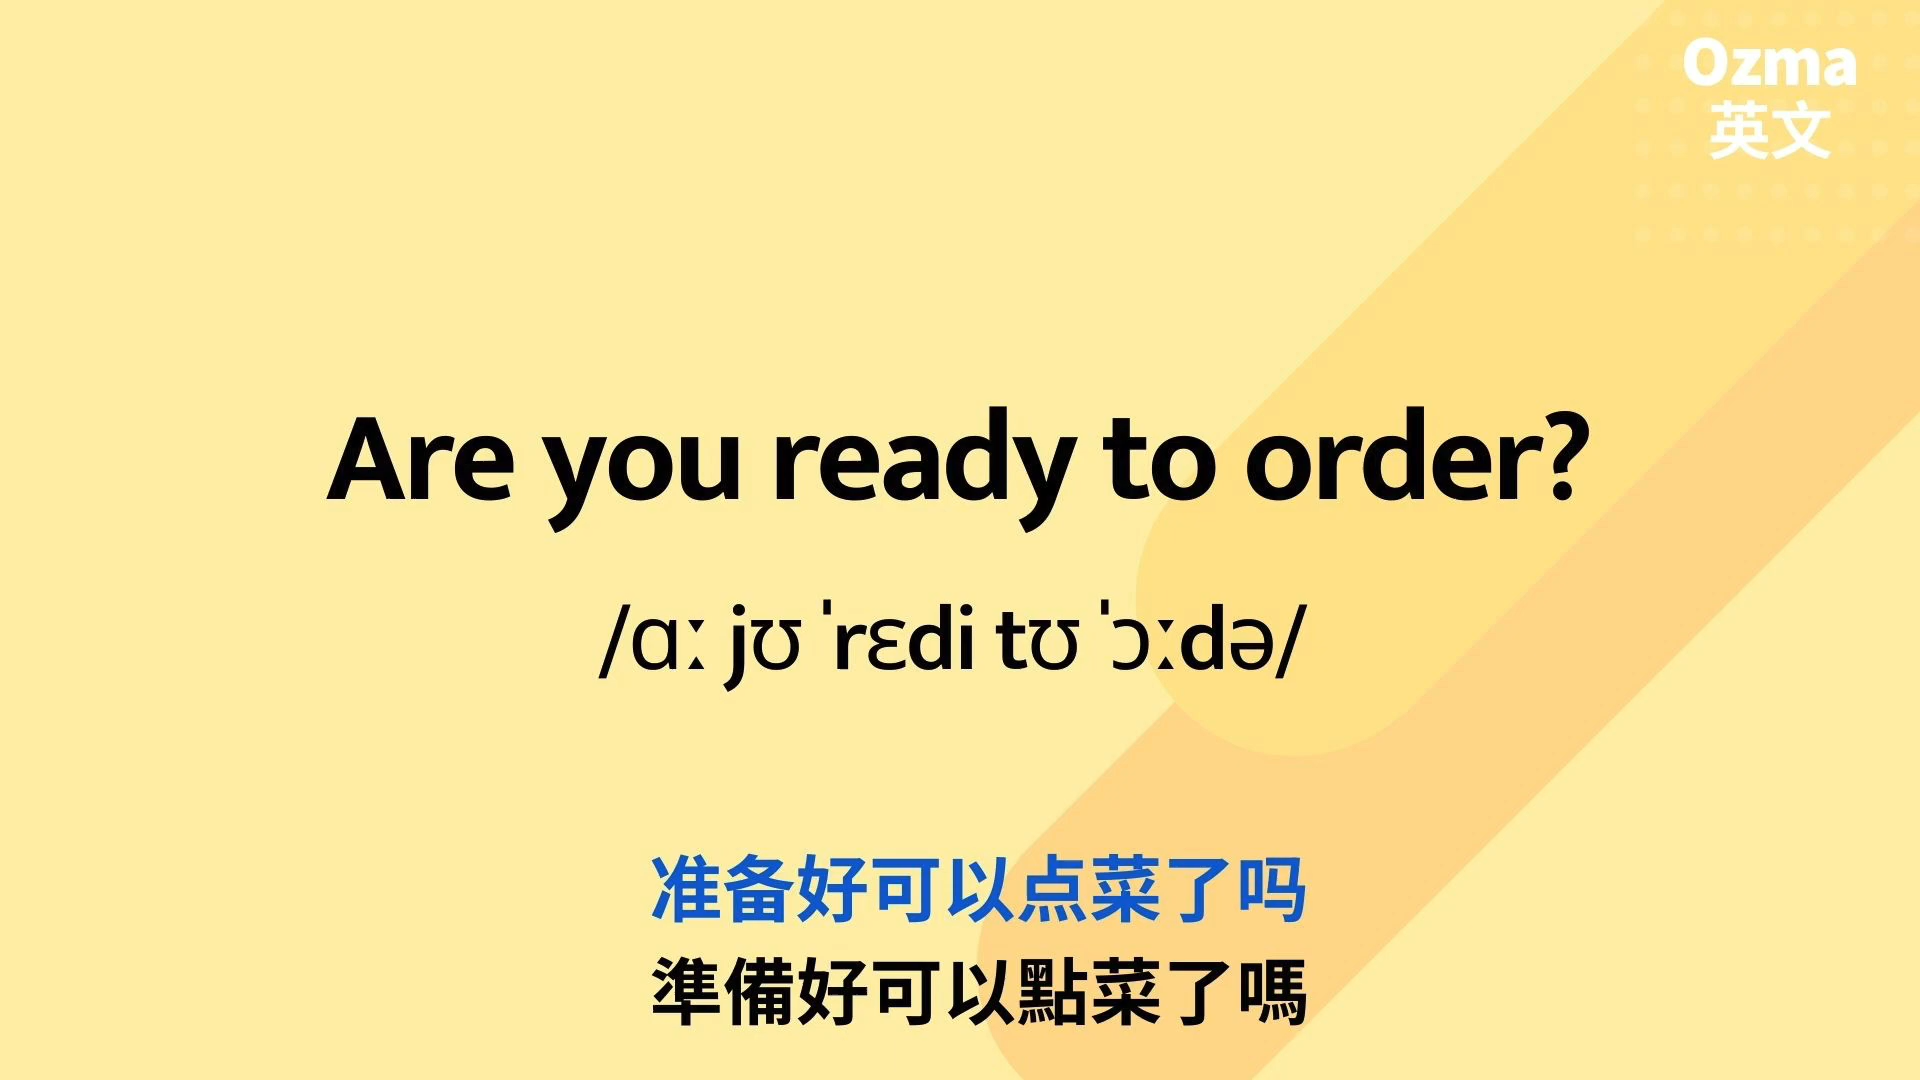 Ozma
英文
Are you ready to order?
/ɑː jʊ ˈrɛdi tʊ ˈɔːdə/
准备好可以点菜了吗
準備好可以點菜了嗎